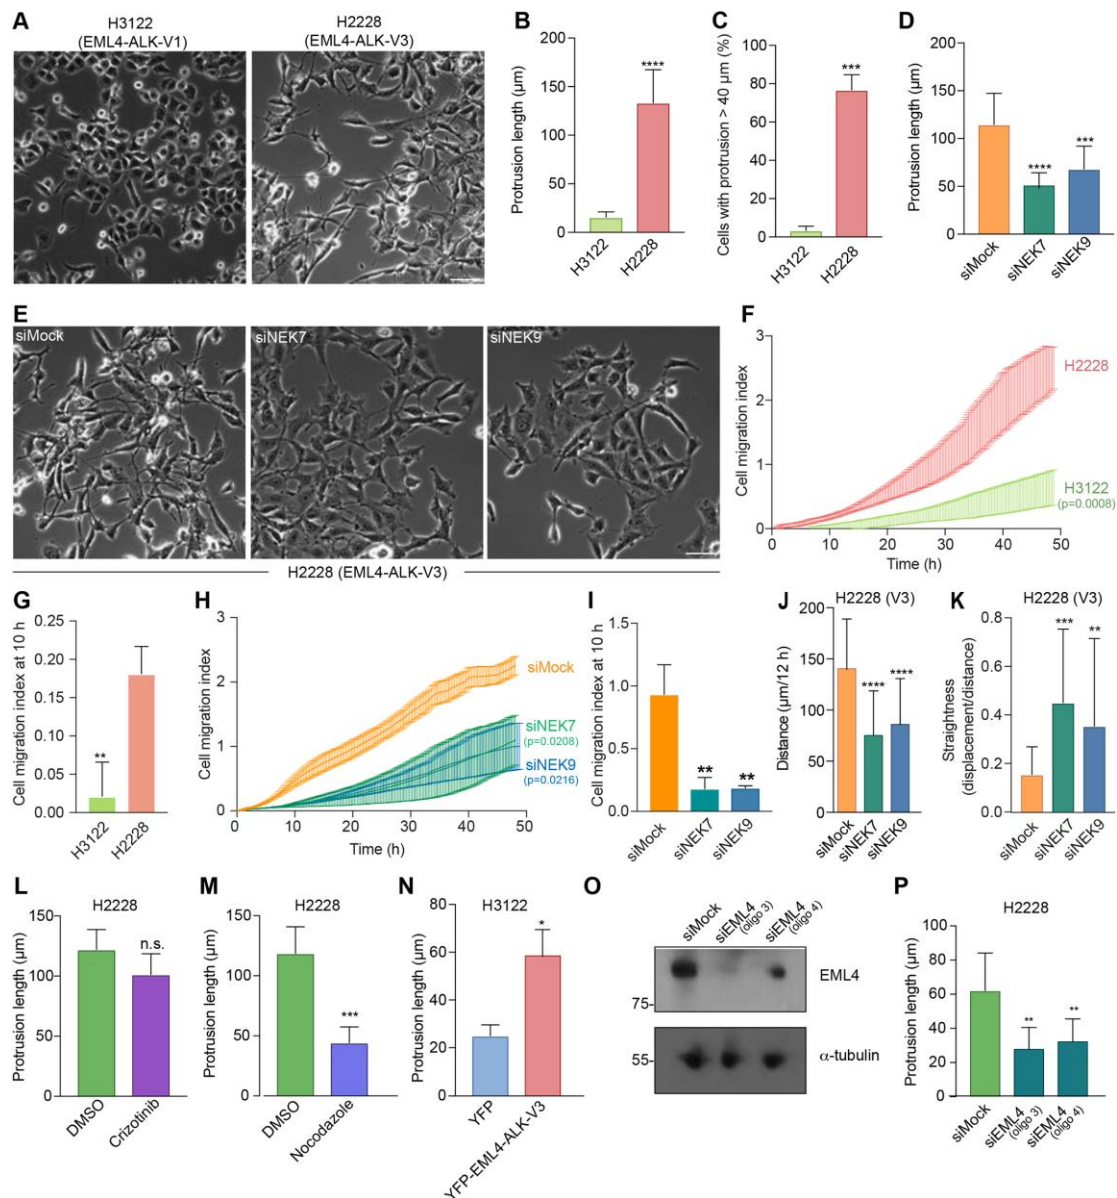 A
H3122
(EML4-ALK-V1)
H2228
(EML4-ALK-V3)
B
Protrusion length (µm)
200
150
100
50
0
****
H3122
H2228
C
Cells with protrusion > 40 µm (%)
100
80
60
40
20
0
***
H3122
H2228
D
Protrusion length (µm)
200
150
100
50
0
****
***
siMock
siNEK7
siNEK9
E
siMock
siNEK7
siNEK9
H2228 (EML4-ALK-V3)
F
Cell migration index
3
2
1
0
H2228
H3122
(p=0.0008)
0
10
20
30
40
50
Time (h)
G
Cell migration index at 10 h
0.25
0.20
0.15
0.10
0.05
0.00
**
H3122
H2228
H
Cell migration index
3
2
1
0
siMock
siNEK7
(p=0.0208)
siNEK9
(p=0.0216)
0
10
20
30
40
50
Time (h)
I
Cell migration index at 10 h
1.5
1.0
0.5
0.0
**
**
siMock
siNEK7
siNEK9
J
H2228 (V3)
Distance (µm/12 h)
200
150
100
50
0
****
****
siMock
siNEK7
siNEK9
K
H2228 (V3)
Straightness
(displacement/distance)
0.8
0.6
0.4
0.2
0.0
***
**
siMock
siNEK7
siNEK9
L
H2228
Protrusion length (µm)
150
100
50
0
n.s.
DMSO
Crizotinib
M
H2228
Protrusion length (µm)
150
100
50
0
***
DMSO
Nocodazole
N
H3122
Protrusion length (µm)
80
60
40
20
0
*
YFP
YFP-EML4-ALK-V3
O
siMock
siEML4
(oligo 3)
siEML4
(oligo 4)
EML4
75-
α-tubulin
55-
P
H2228
Protrusion length (µm)
100
80
60
40
20
0
**
**
siMock
siEML4
(oligo 3)
siEML4
(oligo 4)